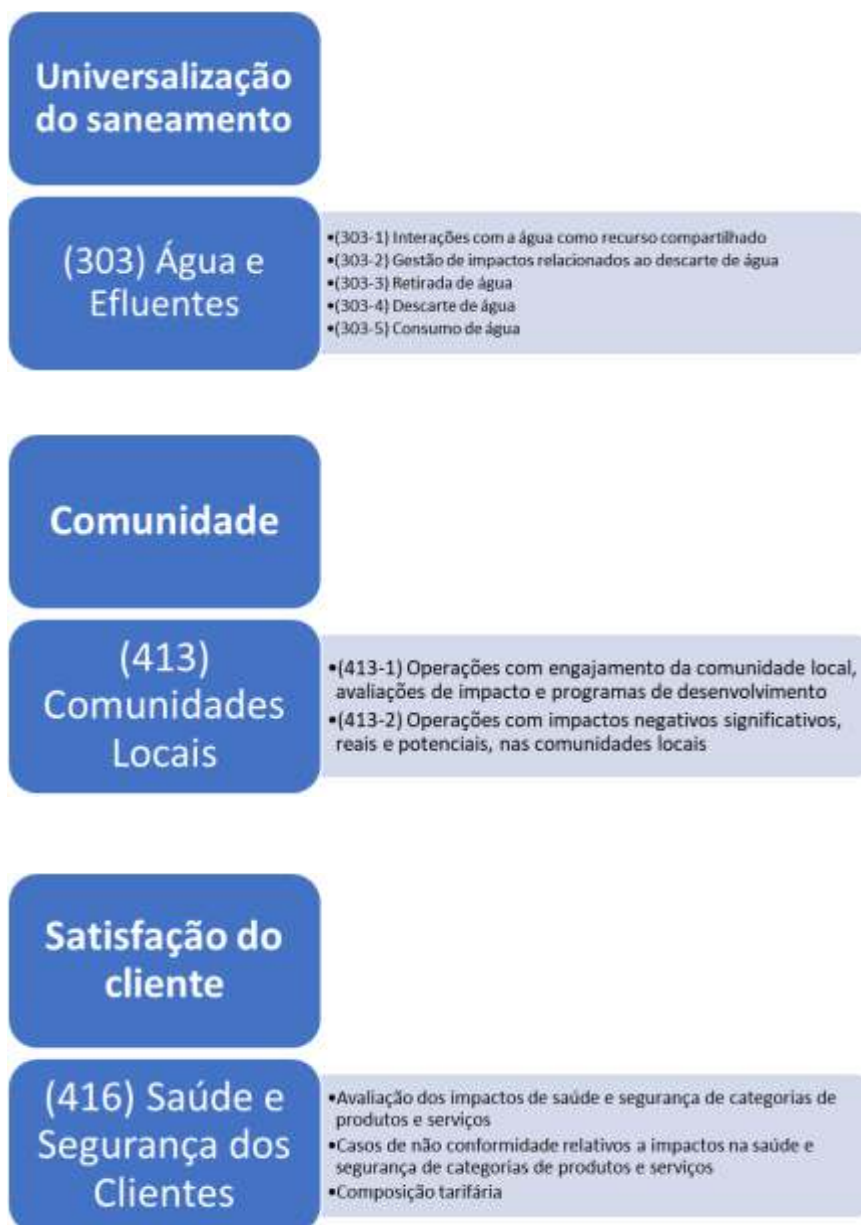 Universalização
do saneamento
(303) Água e
Efluentes
•(303-1) Interações com a água como recurso compartilhado
•(303-2) Gestão de impactos relacionados ao descarte de água
•(303-3) Retirada de água
•(303-4) Descarte de água
•(303-5) Consumo de água
Comunidade
(413)
Comunidades
Locais
•(413-1) Operações com engajamento da comunidade local,
avaliações de impacto e programas de desenvolvimento
•(413-2) Operações com impactos negativos significativos,
reais e potenciais, nas comunidades locais
Satisfação do
cliente
(416) Saúde e
Segurança dos
Clientes
•Avaliação dos impactos de saúde e segurança de categorias de
produtos e serviços
•Casos de não conformidade relativos a impactos na saúde e
segurança de categorias de produtos e serviços
•Composição tarifária